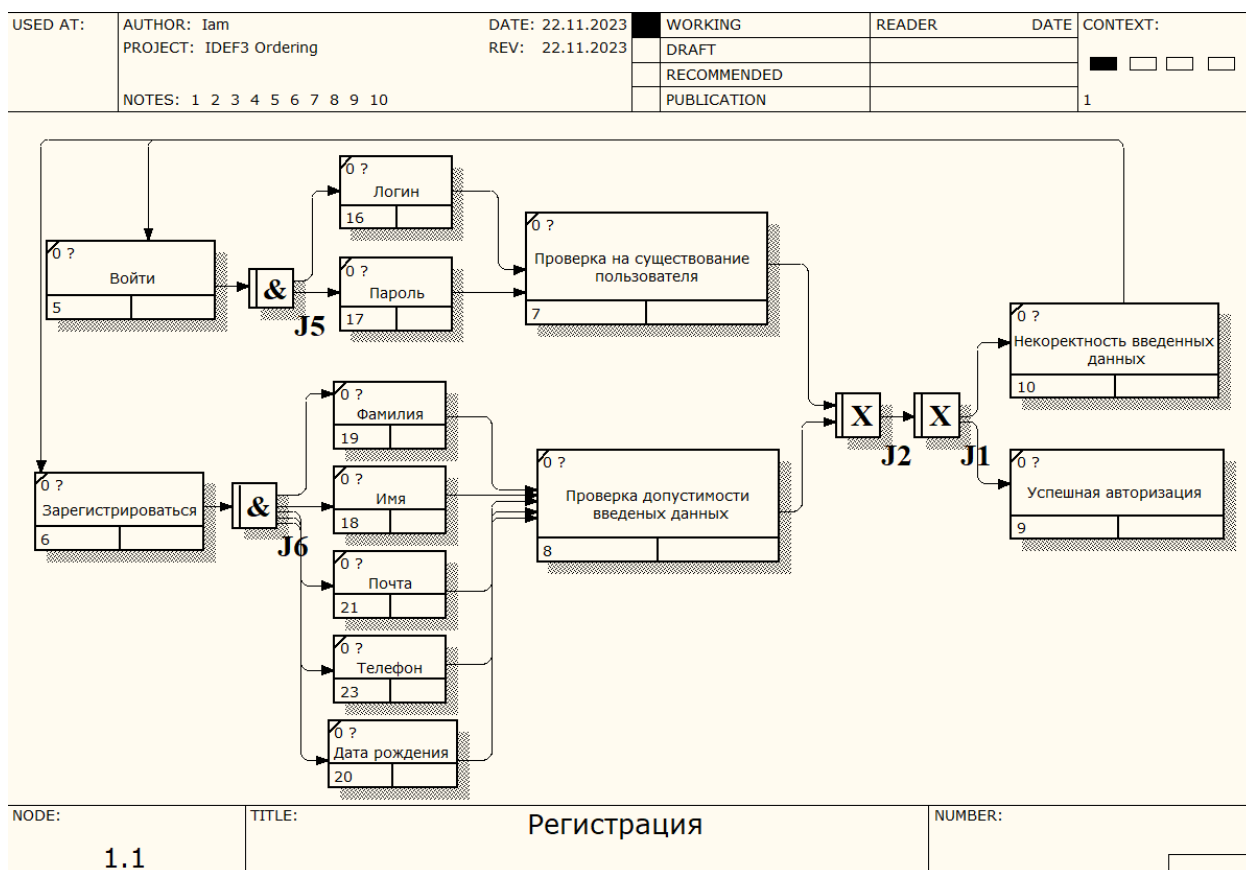 USED AT:
AUTHOR: Iam
DATE: 22.11.2023
PROJECT: IDEF3 Ordering
REV: 22.11.2023
NOTES: 1 2 3 4 5 6 7 8 9 10
WORKING
DRAFT
RECOMMENDED
PUBLICATION
READER
DATE
CONTEXT:
1
0 ?
Войти
5
&
J5
0 ?
Логин
16
0 ?
Пароль
17
0 ?
Проверка на существование
пользователя
7
0 ?
Зарегистрироваться
6
&
J6
0 ?
Фамилия
19
0 ?
Имя
18
0 ?
Почта
21
0 ?
Телефон
23
0 ?
Дата рождения
20
0 ?
Проверка допустимости
введеных данных
8
X
J2
X
J1
0 ?
Некоректность введенных
данных
10
0 ?
Успешная авторизация
9
NODE:
1.1
TITLE:
Регистрация
NUMBER: